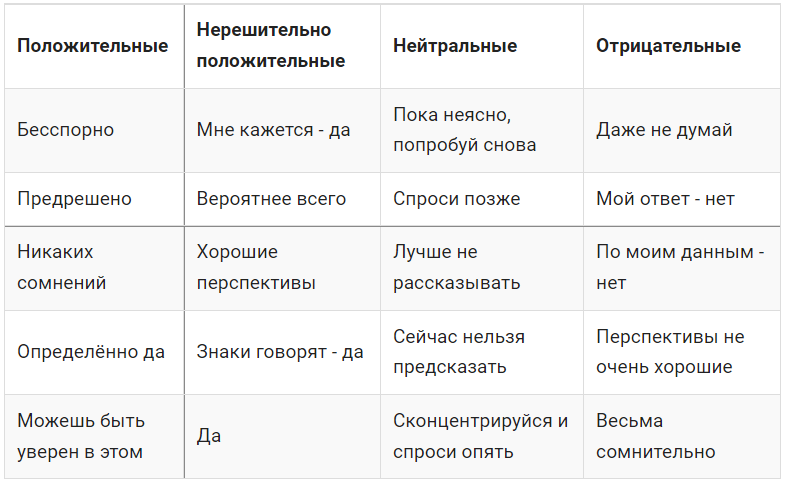 Положительные
Нерешительно
положительные
Нейтральные
Отрицательные
Бесспорно
Мне кажется - да
Пока неясно,
попробуй снова
Даже не думай
Предрешено
Вероятнее всего
Спроси позже
Мой ответ - нет
Никаких
сомнений
Хорошие
перспективы
Лучше не
рассказывать
По моим данным -
нет
Определённо да
Знаки говорят - да
Сейчас нельзя
предсказать
Перспективы не
очень хорошие
Можешь быть
уверен в этом
Да
Сконцентрируйся и
спроси опять
Весьма
сомнительно